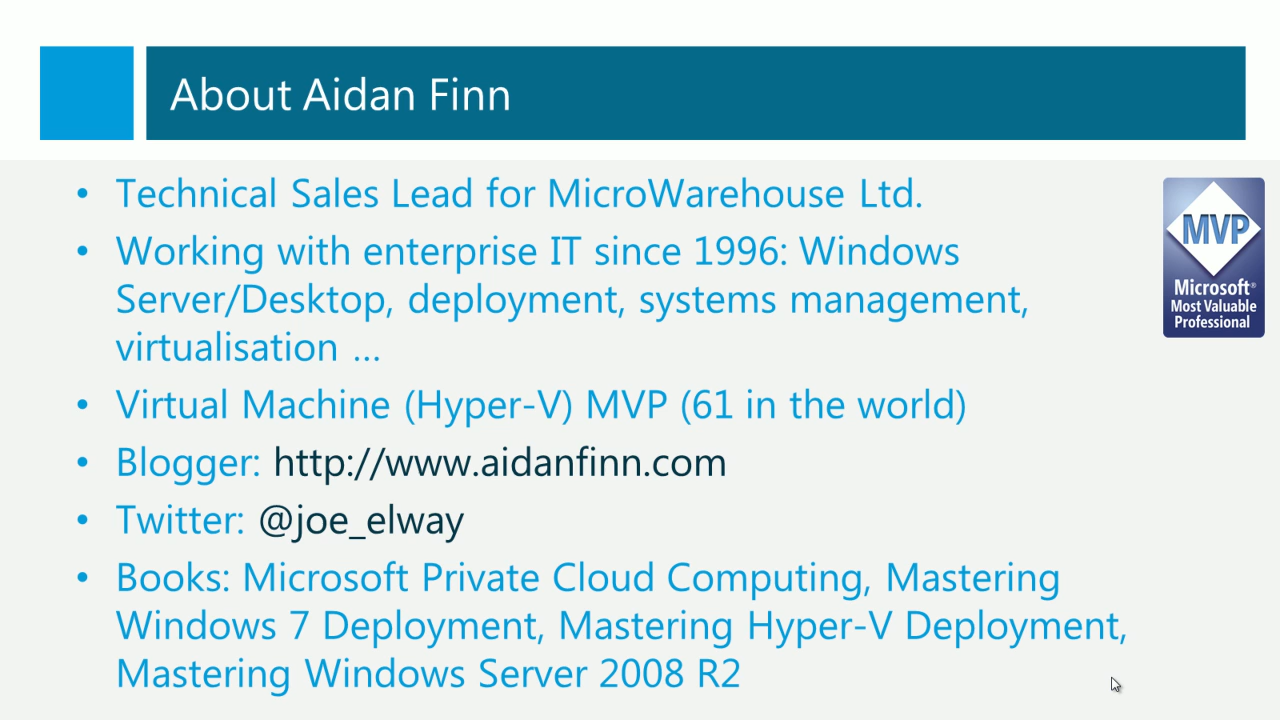 About Aidan Finn
• Technical Sales Lead for MicroWarehouse Ltd.
• Working with enterprise IT since 1996: Windows
Server/Desktop, deployment, systems management,
virtualisation ...
• Virtual Machine (Hyper-V) MVP (61 in the world)
• Blogger: http://www.aidanfinn.com
• Twitter: @joe_elway
• Books: Microsoft Private Cloud Computing, Mastering
Windows 7 Deployment, Mastering Hyper-V Deployment,
Mastering Windows Server 2008 R2
MVP
Microsoft®
Most Valuable
Professional